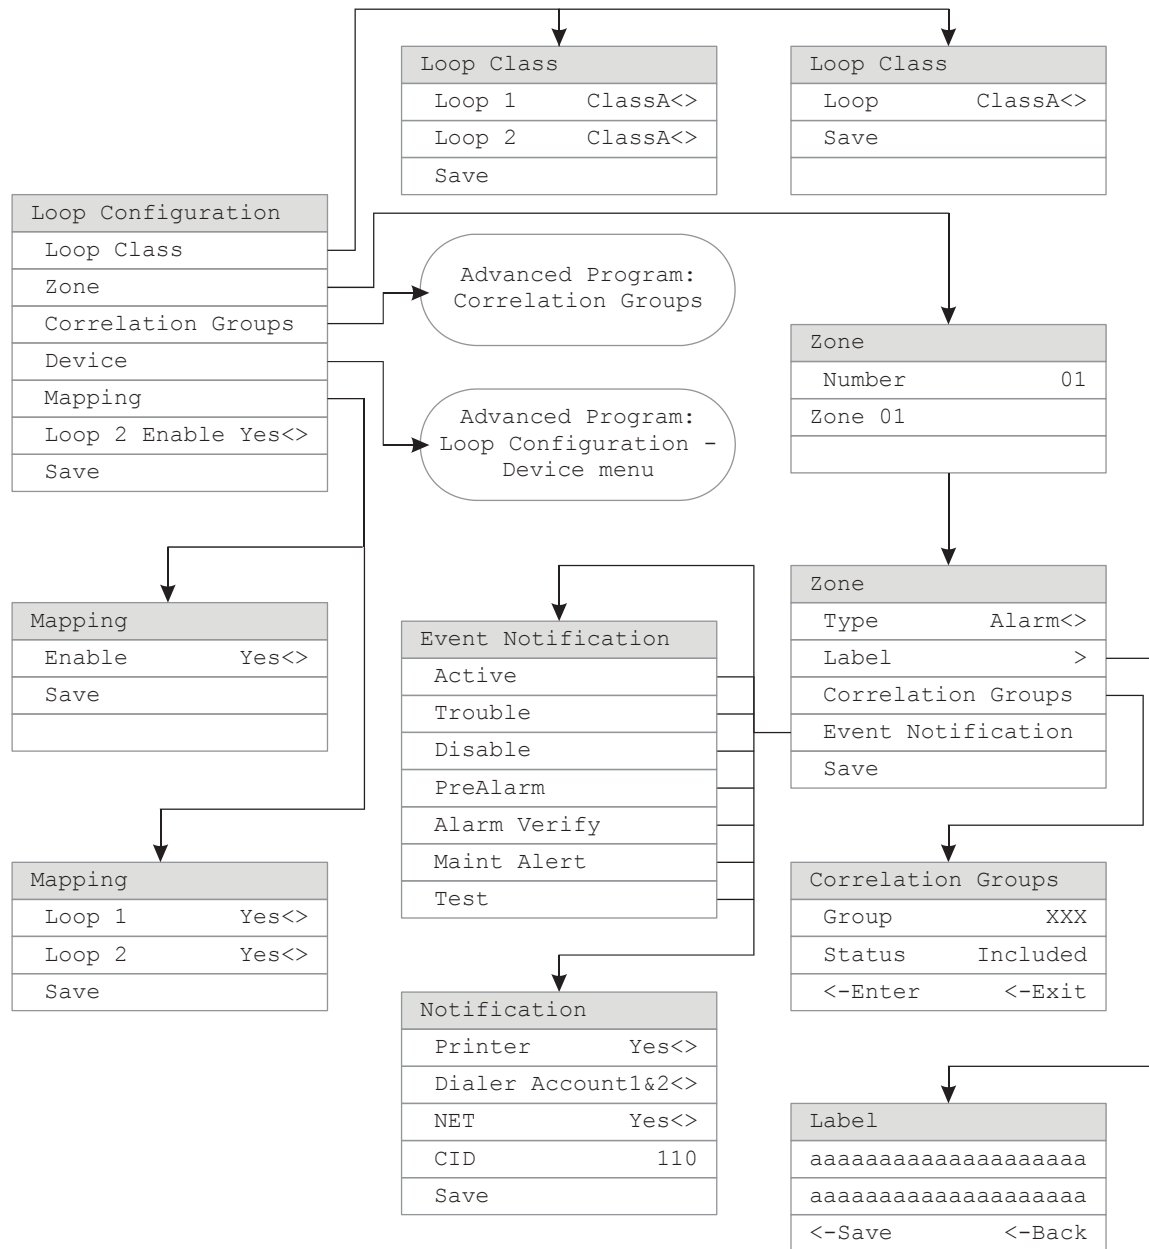 Loop Class
Loop 1 ClassA<>
Loop 2 ClassA<>
Save
Loop Class
Loop ClassA<>
Save
Loop Configuration
Loop Class
Zone
Correlation Groups
Device
Mapping
Loop 2 Enable Yes<>
Save
Advanced Program:
Correlation Groups
Advanced Program:
Loop Configuration -
Device menu
Zone
Number 01
Zone 01
Mapping
Enable Yes<>
Save
Event Notification
Active
Trouble
Disable
PreAlarm
Alarm Verify
Maint Alert
Test
Zone
Type Alarm<>
Label >
Correlation Groups
Event Notification
Save
Mapping
Loop 1 Yes<>
Loop 2 Yes<>
Save
Correlation Groups
Group XXX
Status Included
<-Enter <-Exit
Notification
Printer Yes<>
Dialer Account1&2<>
NET Yes<>
CID 110
Save
Label
aaaaaaaaaaaaaaaaaaaa
aaaaaaaaaaaaaaaaaaaa
<-Save <-Back